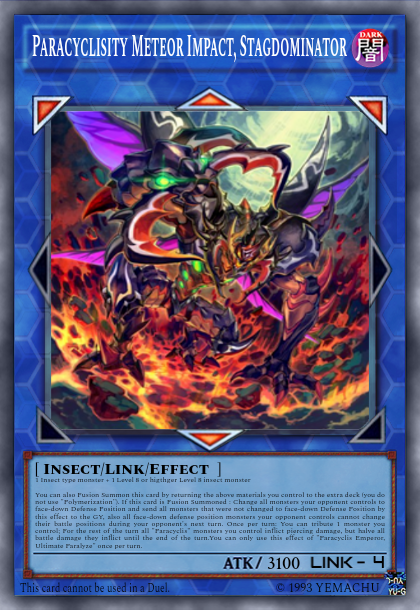 Paracyclisity Meteor Impact, Stagdominator
DARK
闇
[ Insect/Link/Effect ]
1 Insect type monster + 1 Level 8 or highther Level 8 insect monster
You can also Fusion Summon this card by returning the above materials you control to the extra deck (you do
not use "Polymerization"). If this card is Fusion Summoned : Change all monsters your opponent controls to
face-down Defense Position and send all monsters that were not changed to face-down Defense Position by
this effect to the GY, also all face-down defense position monsters your opponent controls cannot change
their battle positions during your opponent's next turn. Once per turn: You can tribute 1 monster you
control; For the rest of the turn all "Paraclyis" monsters you control inflict piercing damage, but halve all
battle damage they inflict until the end of the turn.You can only use this effect of "Paracyclis Emperor,
Ultimate Paralyze" once per turn.
ATK/ 3100 LINK - 4
This card cannot be used in a Duel.
© 1993 YEMACHU